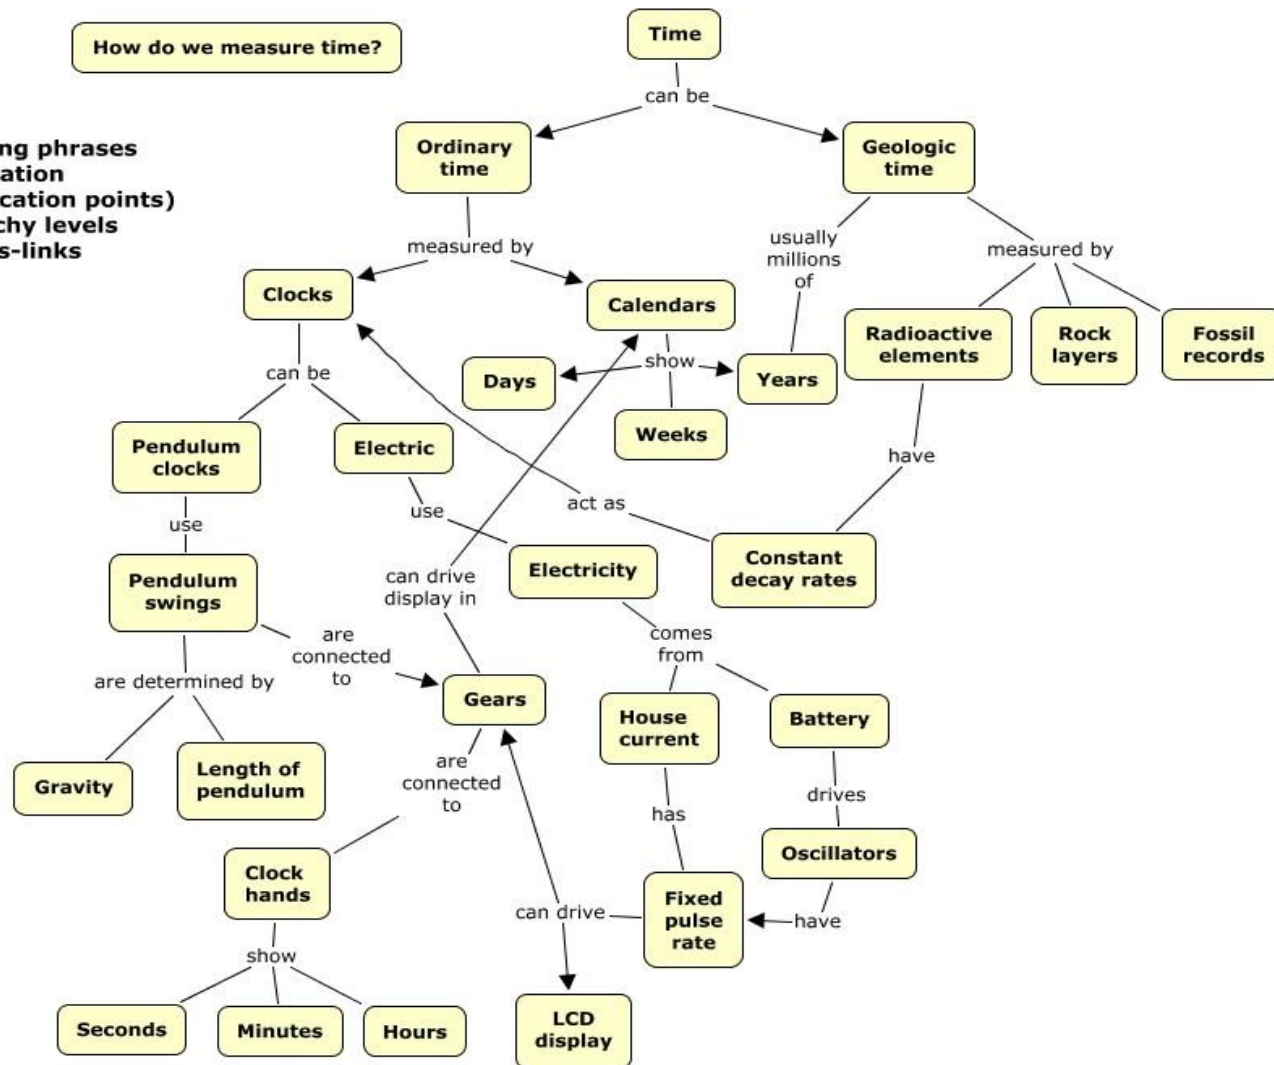 How do we measure time?
Time
can be
ng phrases
ation
cation points)
chy levels
s-links
Ordinary
time
Geologic
time
measured by
usually
millions
of
measured by
Clocks
Calendars
Radioactive
elements
Rock
layers
Fossil
records
can be
Days
show
Years
Weeks
Pendulum
clocks
Electric
have
use
use
act as
Pendulum
swings
can drive
display in
Electricity
Constant
decay rates
are
connected
to
comes
from
are determined by
Gears
House
current
Battery
Gravity
Length of
pendulum
are
connected
to
has
drives
Clock
hands
Oscillators
can drive
Fixed
pulse
rate
have
show
Seconds
Minutes
Hours
LCD
display